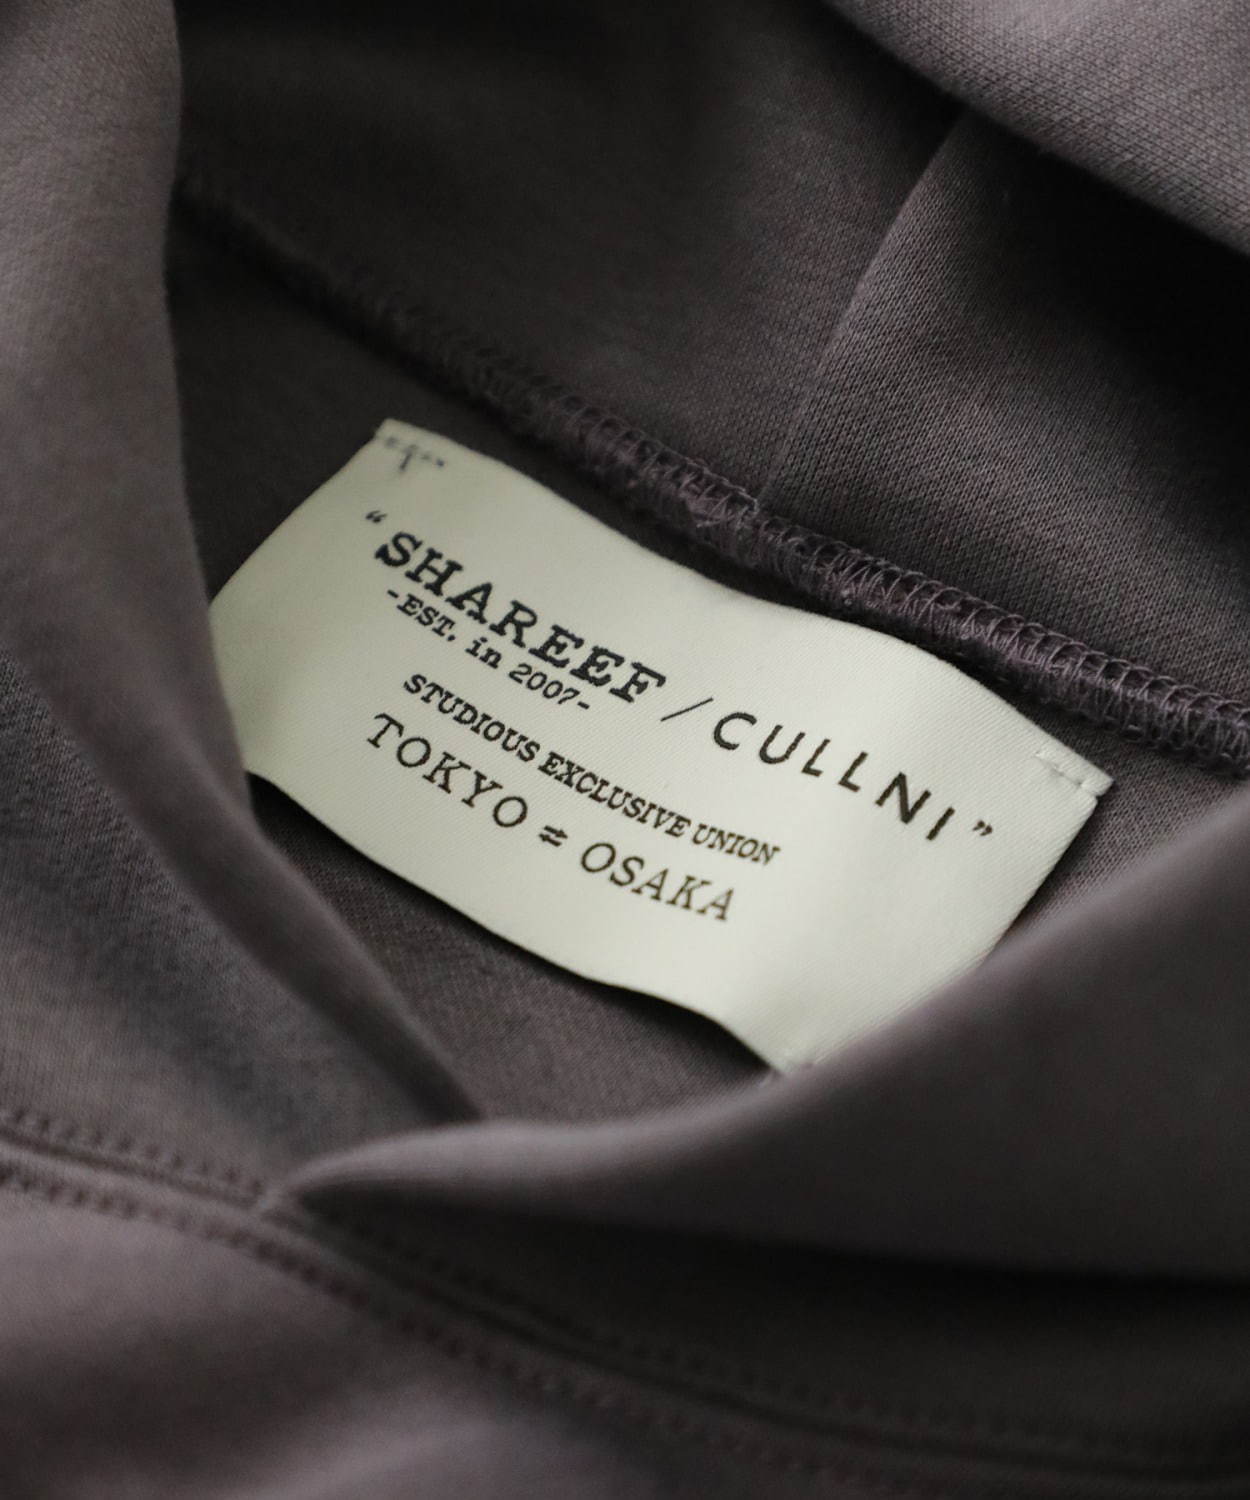 "SHAREEF / CULLNI"
-EST. in 2007-
STUDIOUS EXCLUSIVE UNION
TOKYO ≠ OSAKA